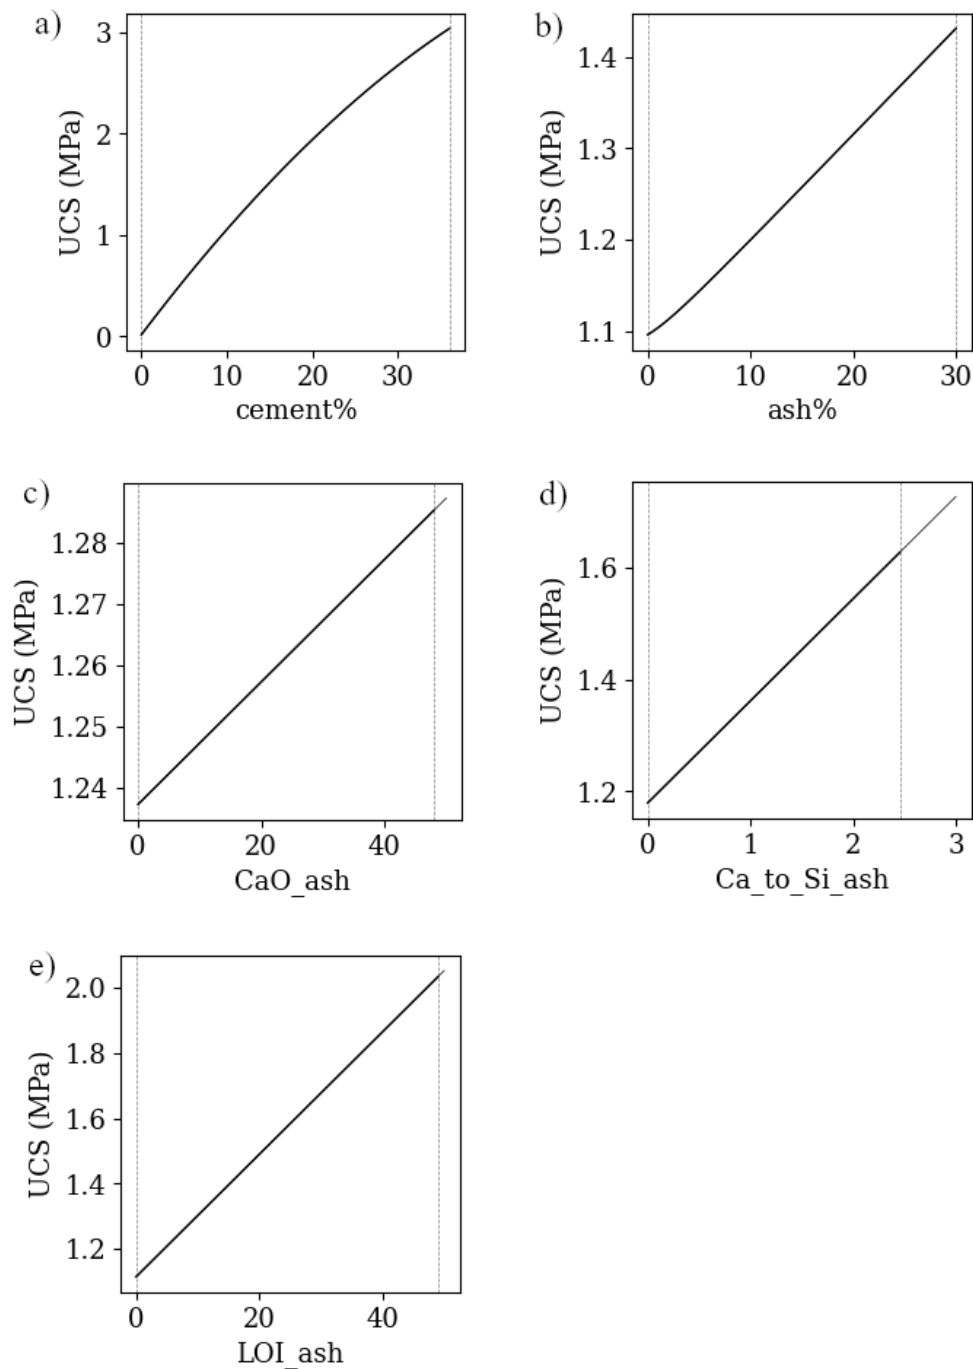 a)
3
2
1
0
UCS (MPa)
0 10 20 30
cement%
b)
1.4
1.3
1.2
1.1
UCS (MPa)
0 10 20 30
ash%
c)
1.28
1.27
1.26
1.25
1.24
UCS (MPa)
0 20 40
CaO_ash
d)
1.6
1.4
1.2
UCS (MPa)
0 1 2 3
Ca_to_Si_ash
e)
2.0
1.8
1.6
1.4
1.2
UCS (MPa)
0 20 40
LOI_ash